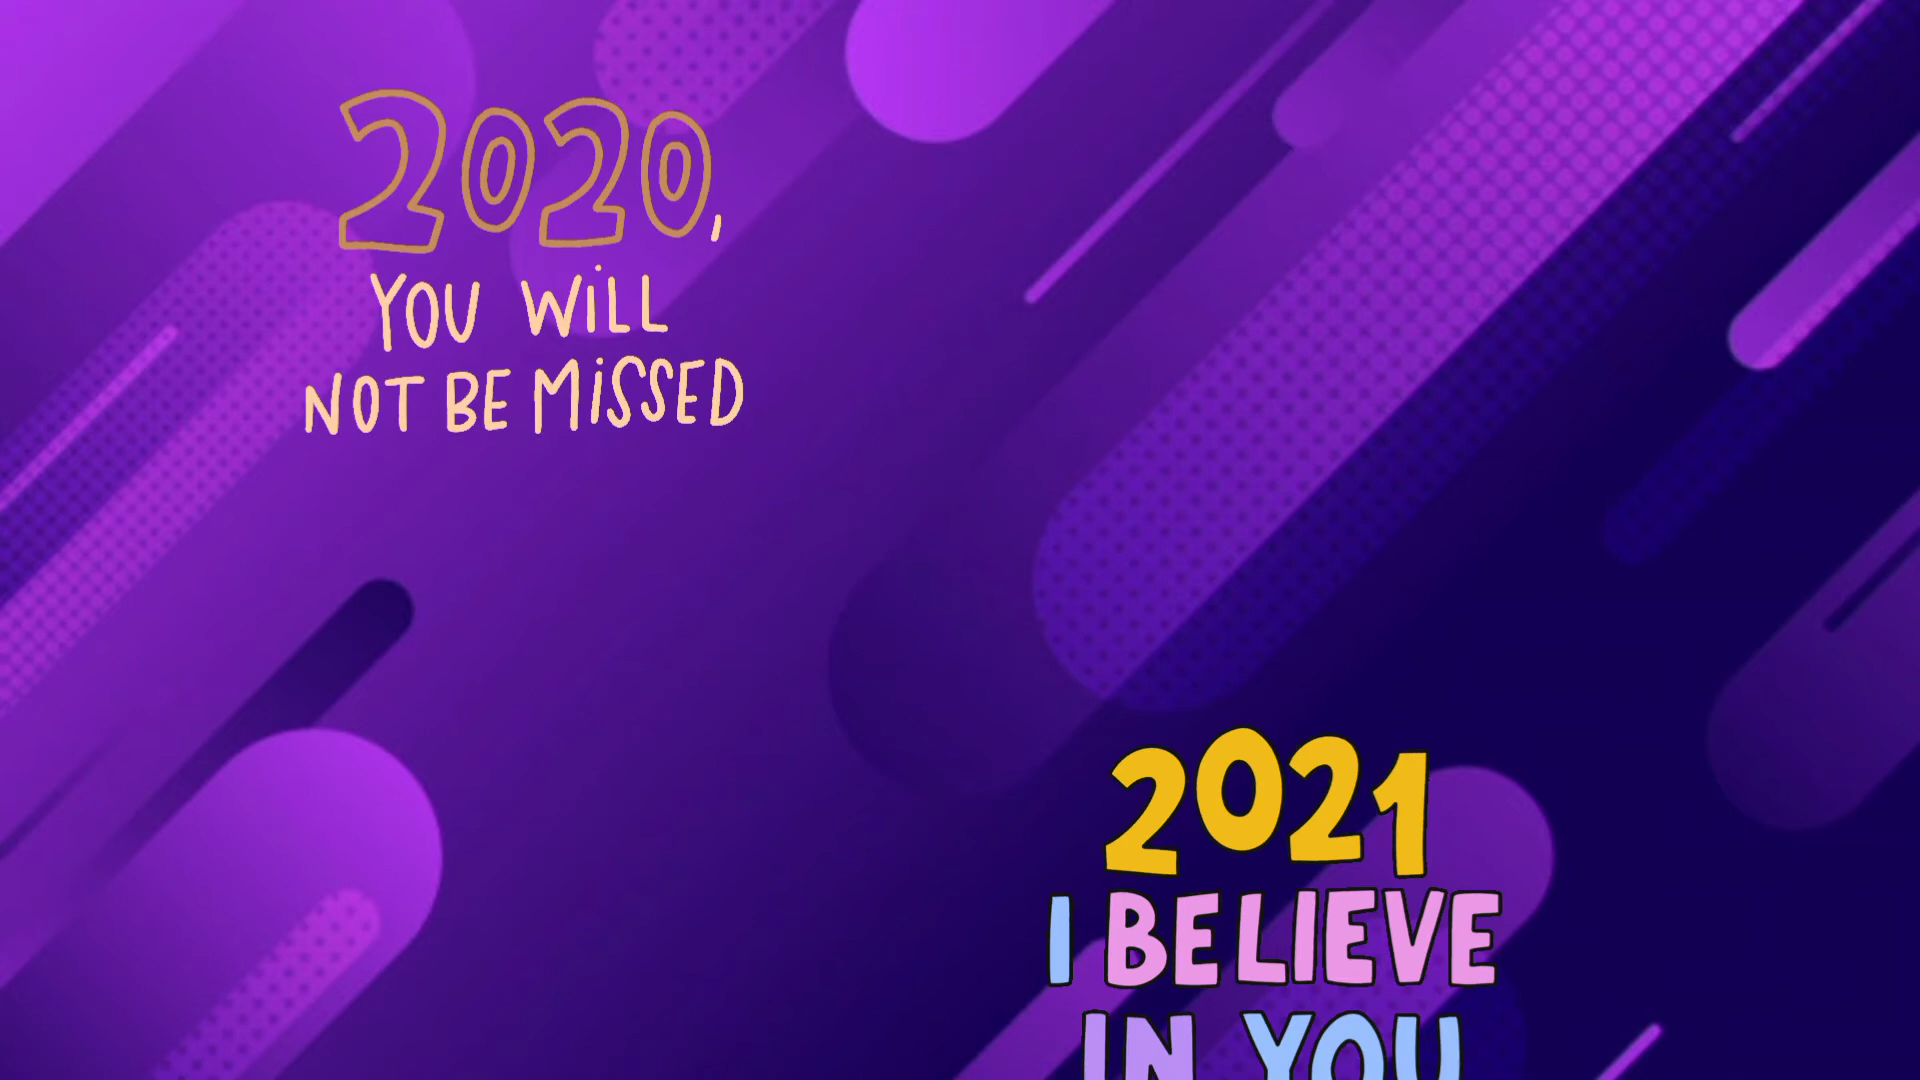 2020,
YOU WiLL
NOT BE MiSSED
2021
I BELIEVE
IN YOU